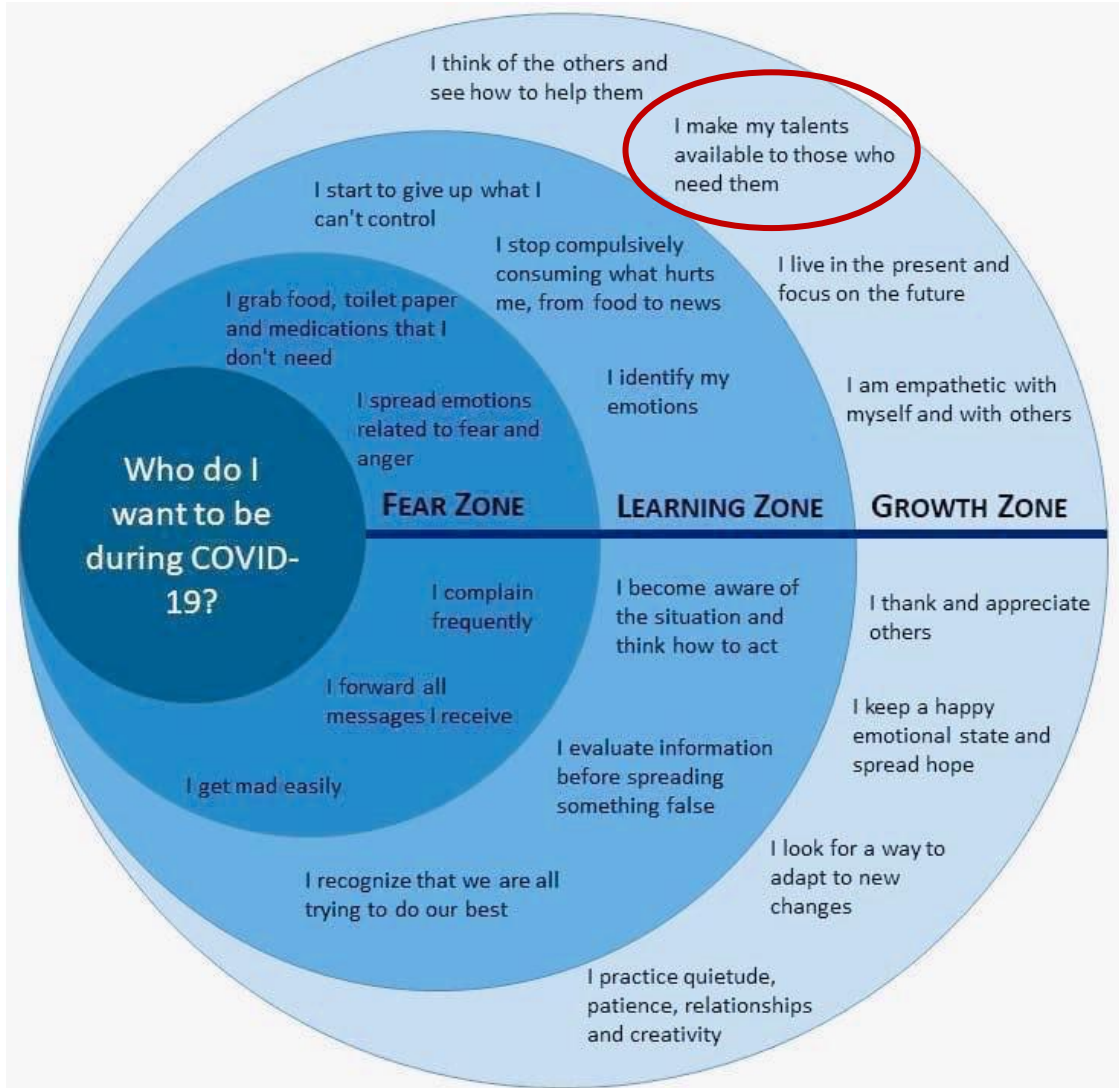 I think of the others and
see how to help them
I make my talents
available to those who
need them
I start to give up what I
can't control
I stop compulsively
consuming what hurts
me, from food to news
I live in the present and
focus on the future
I grab food, toilet paper
and medications that I
don't need
I identify my
emotions
I am empathetic with
myself and with others
I spread emotions
related to fear and
anger
Who do I
want to be
during COVID-
19?
FEAR ZONE
LEARNING ZONE
GROWTH ZONE
I complain
frequently
I become aware of
the situation and
think how to act
I thank and appreciate
others
I forward all
messages I receive
I keep a happy
emotional state and
spread hope
I evaluate information
before spreading
something false
I get mad easily
I look for a way to
adapt to new
changes
I recognize that we are all
trying to do our best
I practice quietude,
patience, relationships
and creativity